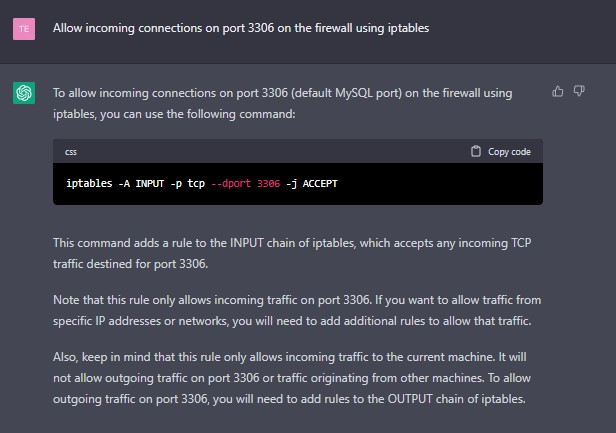 TE
Allow incoming connections on port 3306 on the firewall using iptables
To allow incoming connections on port 3306 (default MySQL port) on the firewall using
iptables, you can use the following command:
css
Copy code
iptables -A INPUT -p tcp --dport 3306 -j ACCEPT
This command adds a rule to the INPUT chain of iptables, which accepts any incoming TCP
traffic destined for port 3306.
Note that this rule only allows incoming traffic on port 3306. If you want to allow traffic from
specific IP addresses or networks, you will need to add additional rules to allow that traffic.
Also, keep in mind that this rule only allows incoming traffic to the current machine. It will
not allow outgoing traffic on port 3306 or traffic originating from other machines. To allow
outgoing traffic on port 3306, you will need to add rules to the OUTPUT chain of iptables.